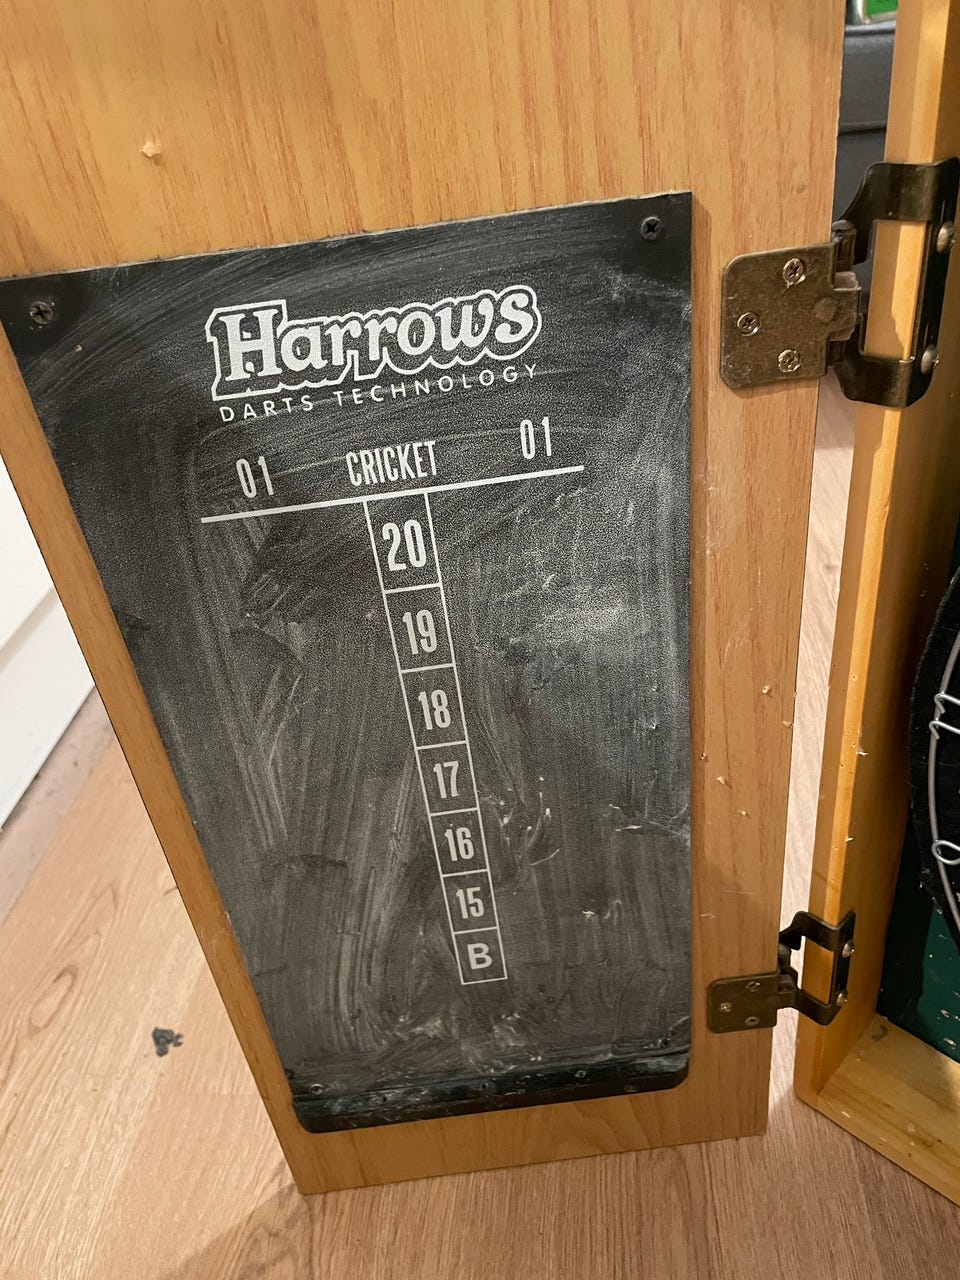 Harrows
DARTS TECHNOLOGY
01 CRICKET 01
20
19
18
17
16
15
B